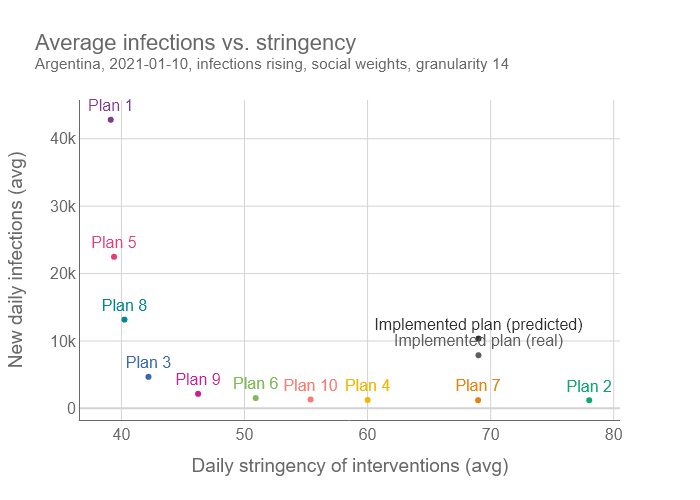 Average infections vs. stringency
Argentina, 2021-01-10, infections rising, social weights, granularity 14
Plan 1
40k
30k
Plan 5
20k
Plan 8
Implemented plan (predicted)
10k
Implemented plan (real)
Plan 3
Plan 9
Plan 6
Plan 10
Plan 4
Plan 7
Plan 2
0
40
50
60
70
80
New daily infections (avg)
Daily stringency of interventions (avg)